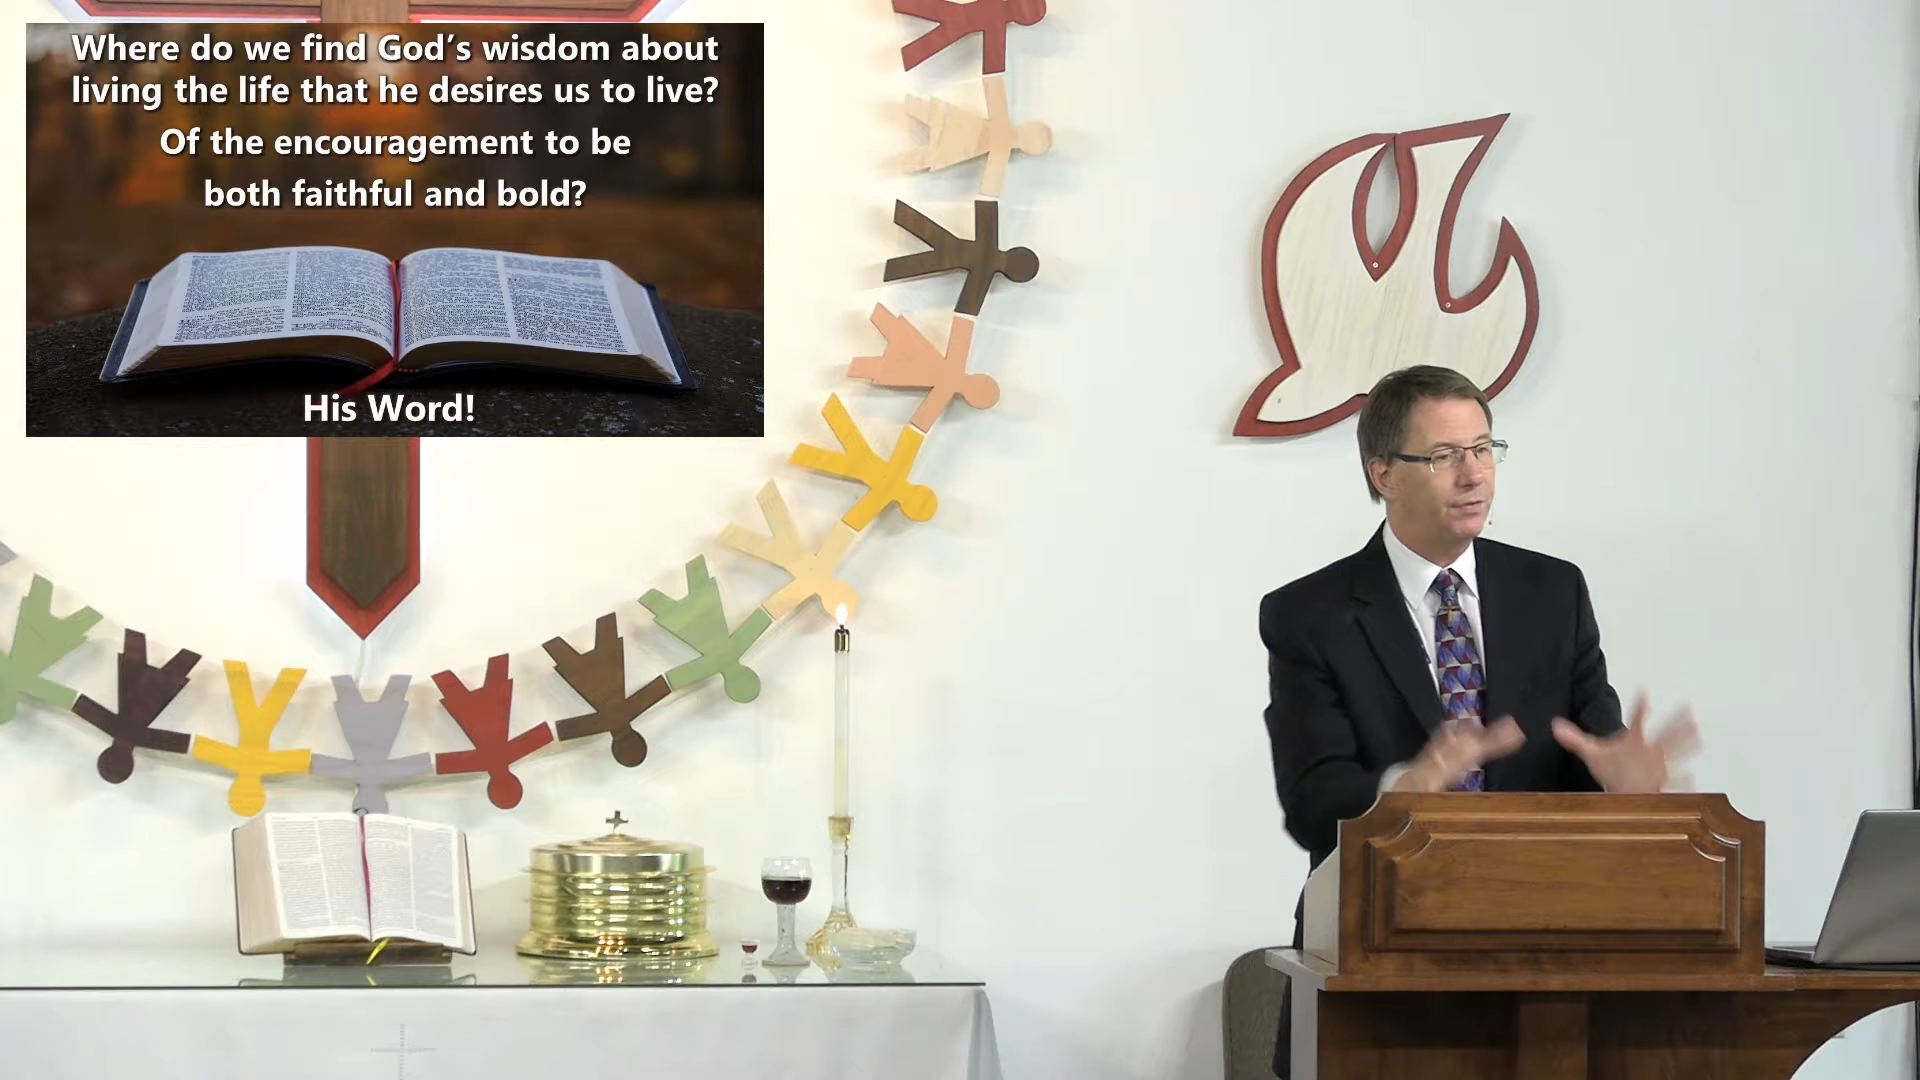 Where do we find God's wisdom about
living the life that he desires us to live?
Of the encouragement to be
both faithful and bold?
His Word!